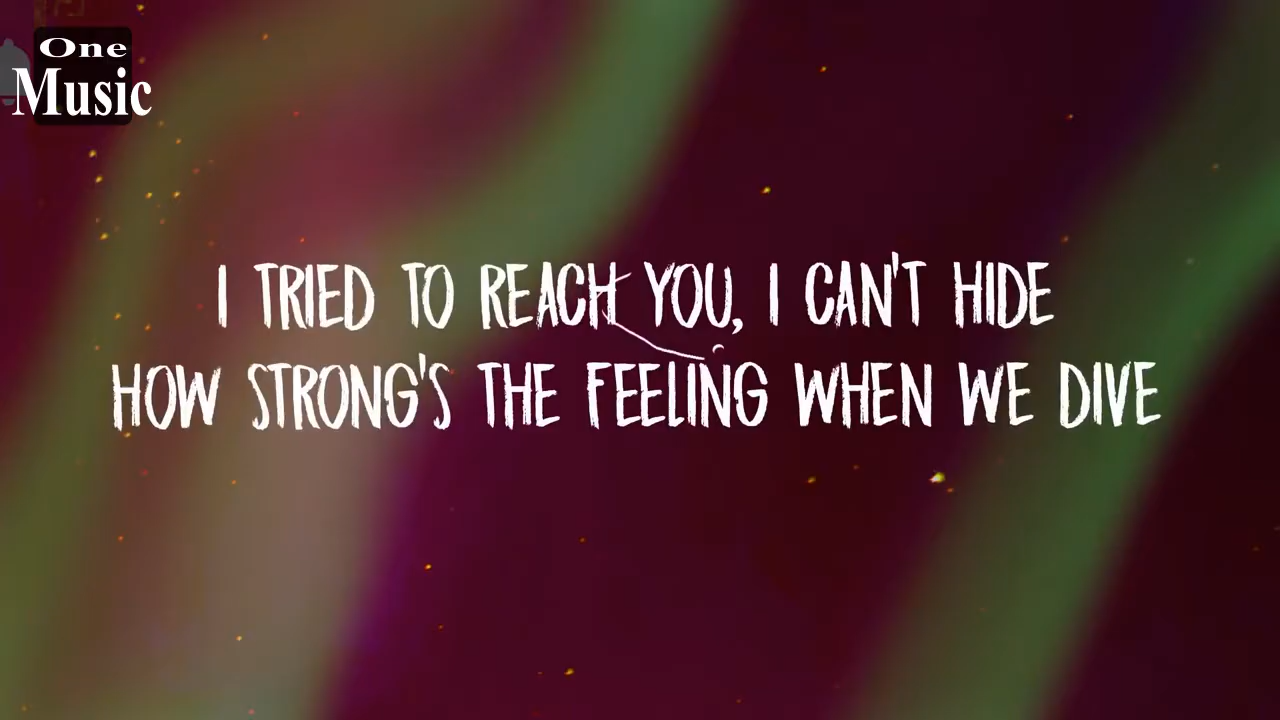 One
Music
I TRIED TO REACH YOU, I CAN'T HIDE
HOW STRONG'S THE FEELING WHEN WE DIVE